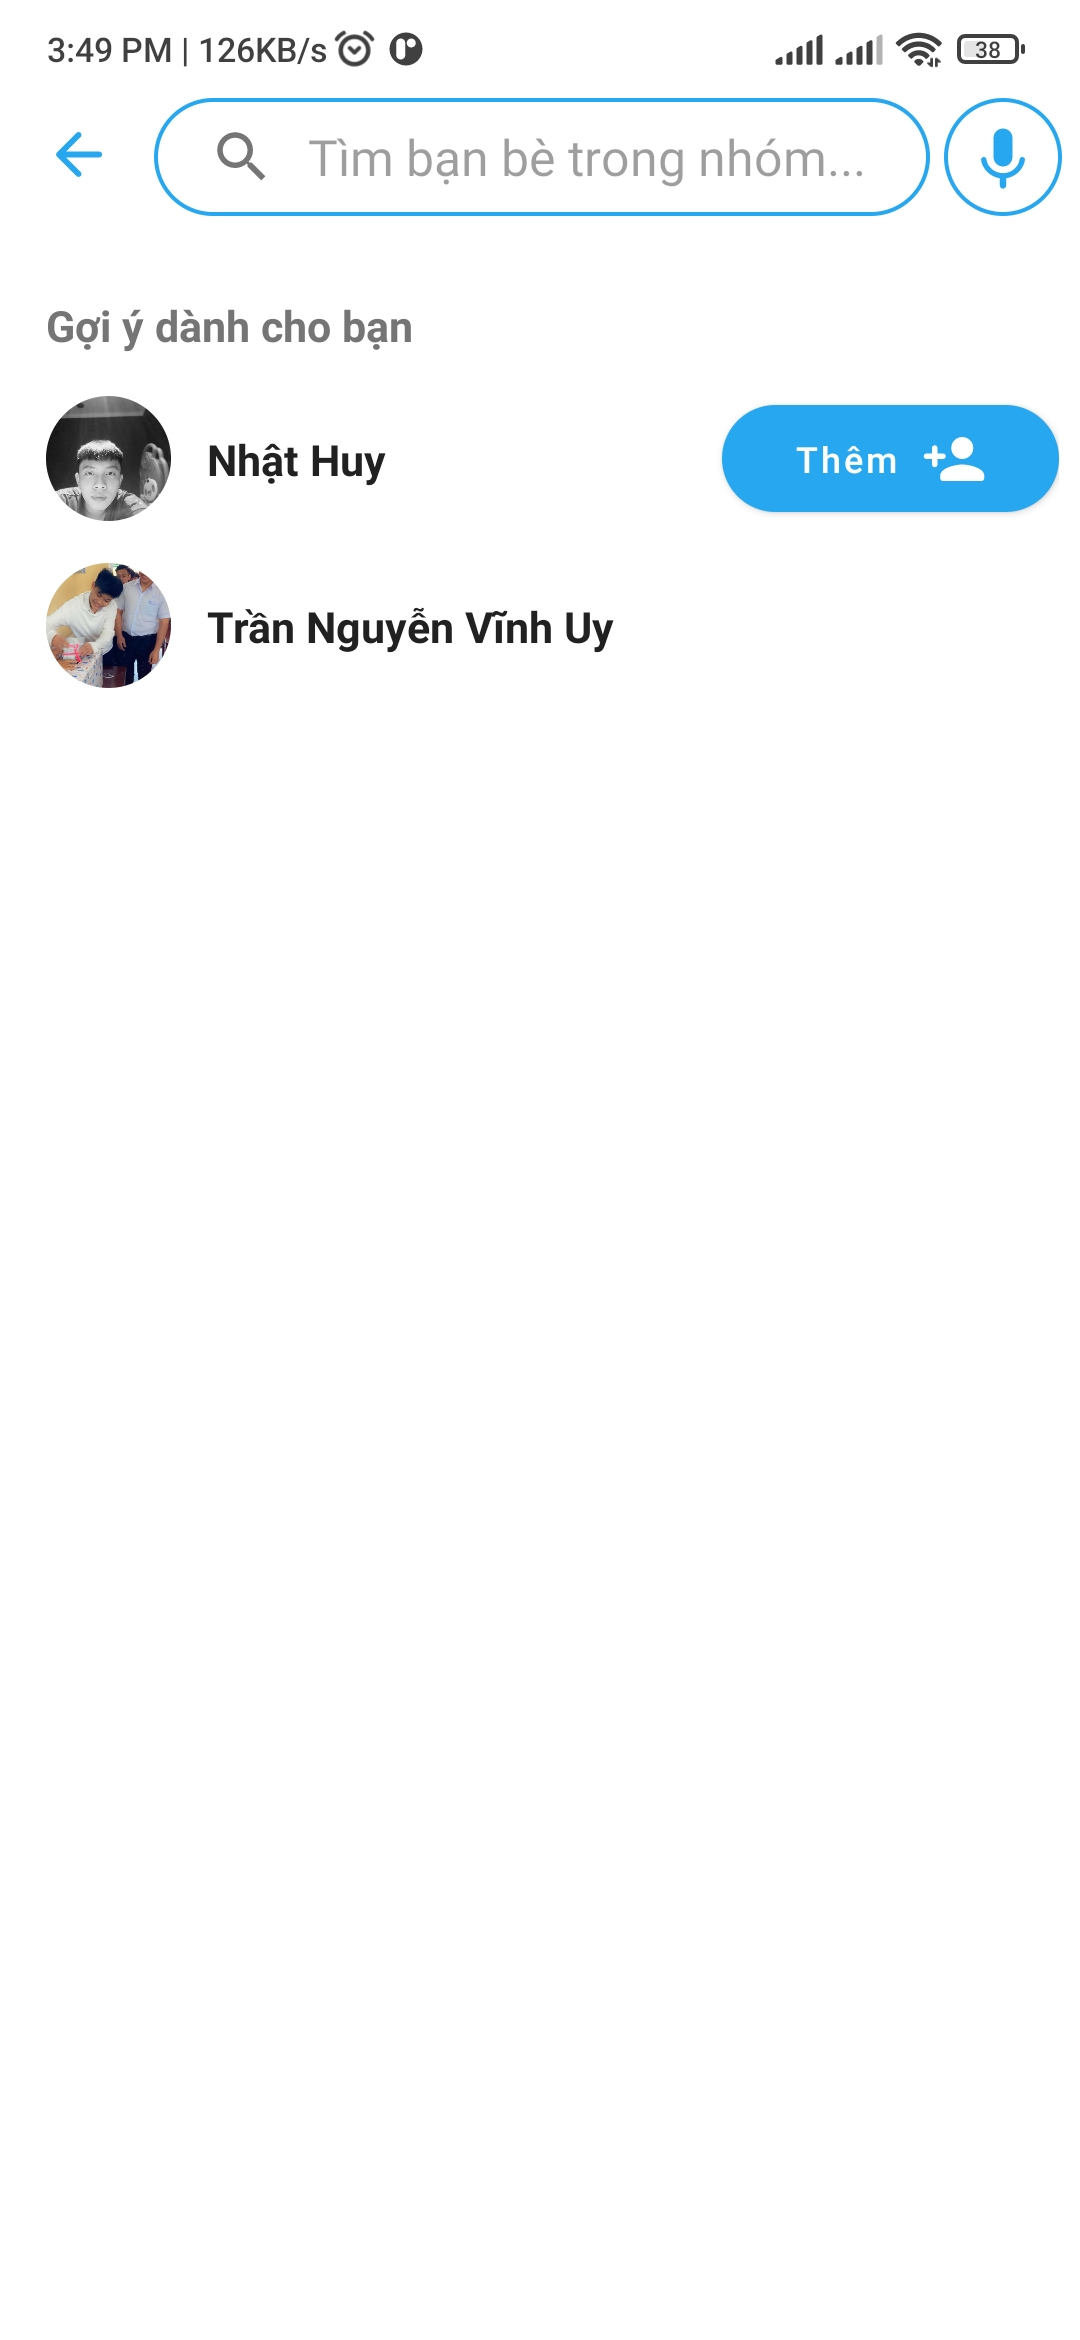 3:49 PM | 126KB/s
38
Tìm bạn bè trong nhóm...
Gợi ý dành cho bạn
Nhật Huy
Thêm
Trần Nguyễn Vĩnh Uy